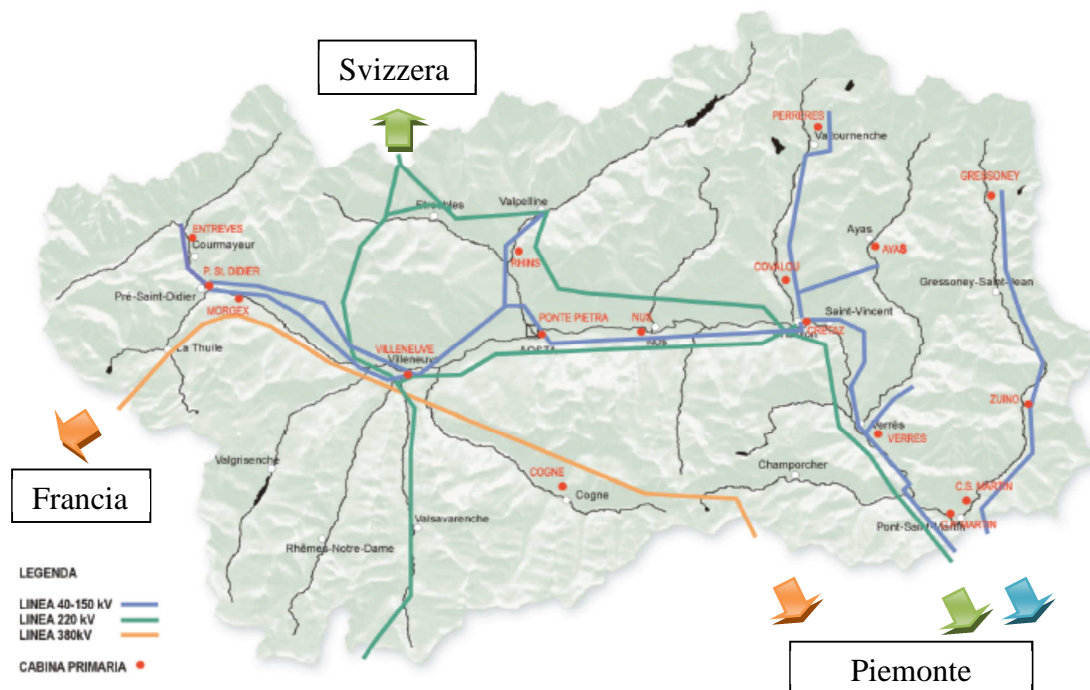 Svizzera
PERRERES
Valtournenche
GRESSONEY
Etroubles
Valpelline
ENTREVES
Courmayeur
Ayas
AYAS
RHINS
P. St. DIDIER
COVALOU
Gressoney-Saint-Jean
Pré-Saint-Didier
MORGEX
Saint-Vincent
PONTE PIETRA
NUS
CRETAZ
La Thuile
AOSTA
Nus
VILLENEUVE
Villeneuve
ZUINO
Verrès
VERRES
Francia
Valgrisenche
COGNE
Cogne
Champorcher
C.S. MARTIN
Valsavarenche
Pont-Saint-Martin
Rhêmes-Notre-Dame
LEGENDA
LINEA 40-150 kV
LINEA 220 kV
LINEA 380kV
CABINA PRIMARIA
Piemonte